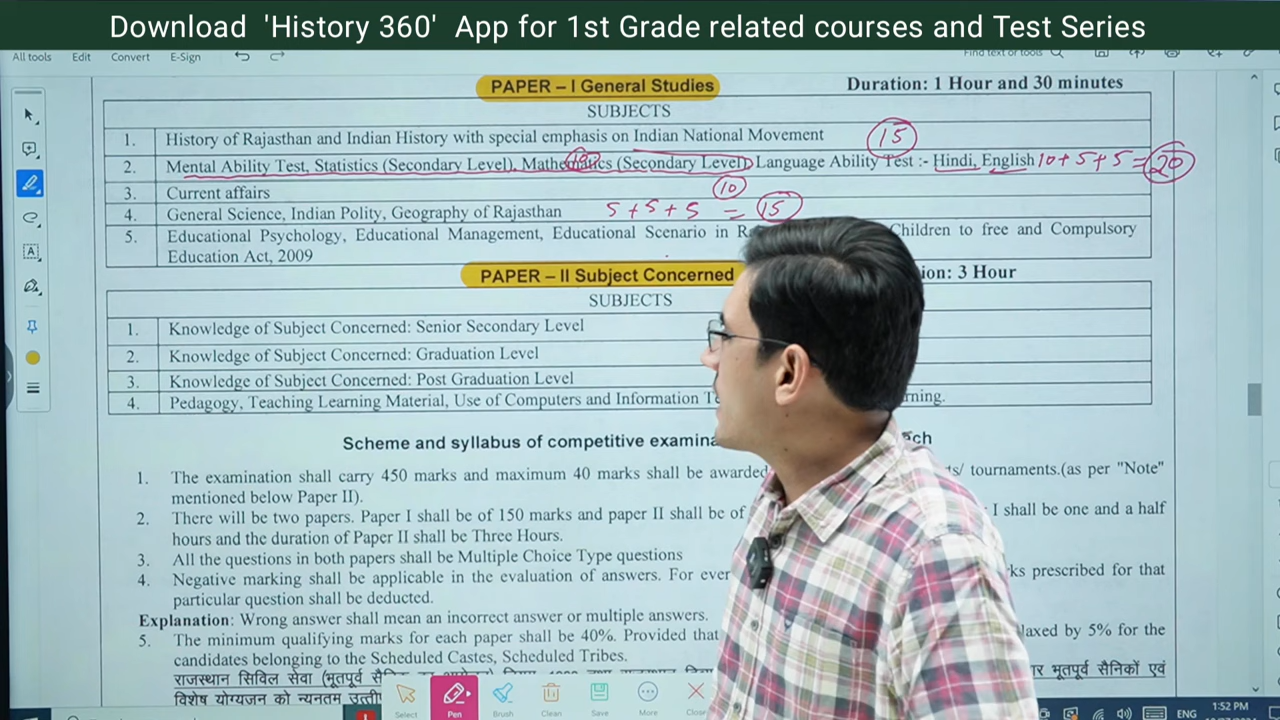 Download 'History 360' App for 1st Grade related courses and Test Series
All tools Edit Convert E-Sign Find text or tools
PAPER – I General Studies Duration: 1 Hour and 30 minutes
SUBJECTS
1. History of Rajasthan and Indian History with special emphasis on Indian National Movement 15
2. Mental Ability Test, Statistics (Secondary Level), Mathematics (Secondary Level) Language Ability Test :- Hindi, English 10+5+5=20
10
3. Current affairs 10
4. General Science, Indian Polity, Geography of Rajasthan 5+5+5 = 15
5. Educational Psychology, Educational Management, Educational Scenario in Children to free and Compulsory
Education Act, 2009
PAPER – II Subject Concerned 3 Hour
SUBJECTS
1. Knowledge of Subject Concerned: Senior Secondary Level
2. Knowledge of Subject Concerned: Graduation Level
3. Knowledge of Subject Concerned: Post Graduation Level
4. Pedagogy, Teaching Learning Material, Use of Computers and Information
Scheme and syllabus of competitive
1. The examination shall carry 450 marks and maximum 40 marks shall be awarded tournaments.(as per "Note"
mentioned below Paper II).
2. There will be two papers. Paper I shall be of 150 marks and paper II shall be of I shall be one and a half
hours and the duration of Paper II shall be Three Hours.
3. All the questions in both papers shall be Multiple Choice Type questions
4. Negative marking shall be applicable in the evaluation of answers. For prescribed for that
particular question shall be deducted.
Explanation: Wrong answer shall mean an incorrect answer or multiple answers.
5. The minimum qualifying marks for each paper shall be 40%. Provided that by 5% for the
candidates belonging to the Scheduled Castes, Scheduled Tribes.
राजस्थान सिविल सेवा भूतपूर्व सैनिकों एवं
विशेष योग्यजन को
Select Pen Brush Clean Save More Close
ENG 1:52 PM